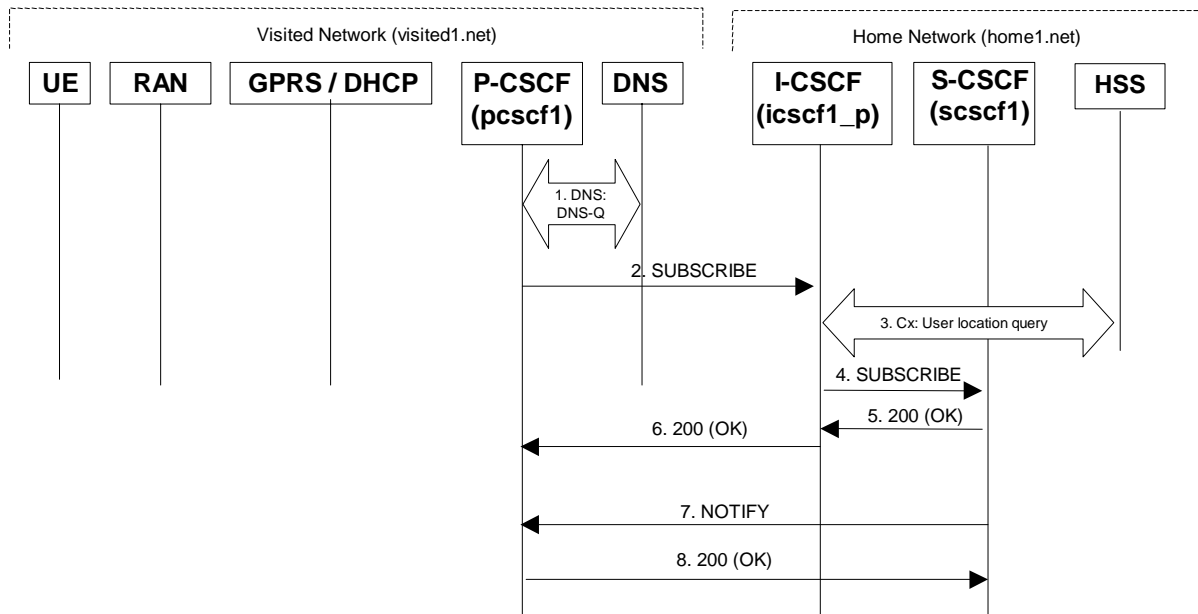 Visited Network (visited1.net)
Home Network (home1.net)
UE
RAN
GPRS / DHCP
P-CSCF
(pcscf1)
DNS
I-CSCF
(icscf1_p)
S-CSCF
(scscf1)
HSS
1. DNS:
DNS-Q
2. SUBSCRIBE
3. Cx: User location query
4. SUBSCRIBE
5. 200 (OK)
6. 200 (OK)
7. NOTIFY
8. 200 (OK)